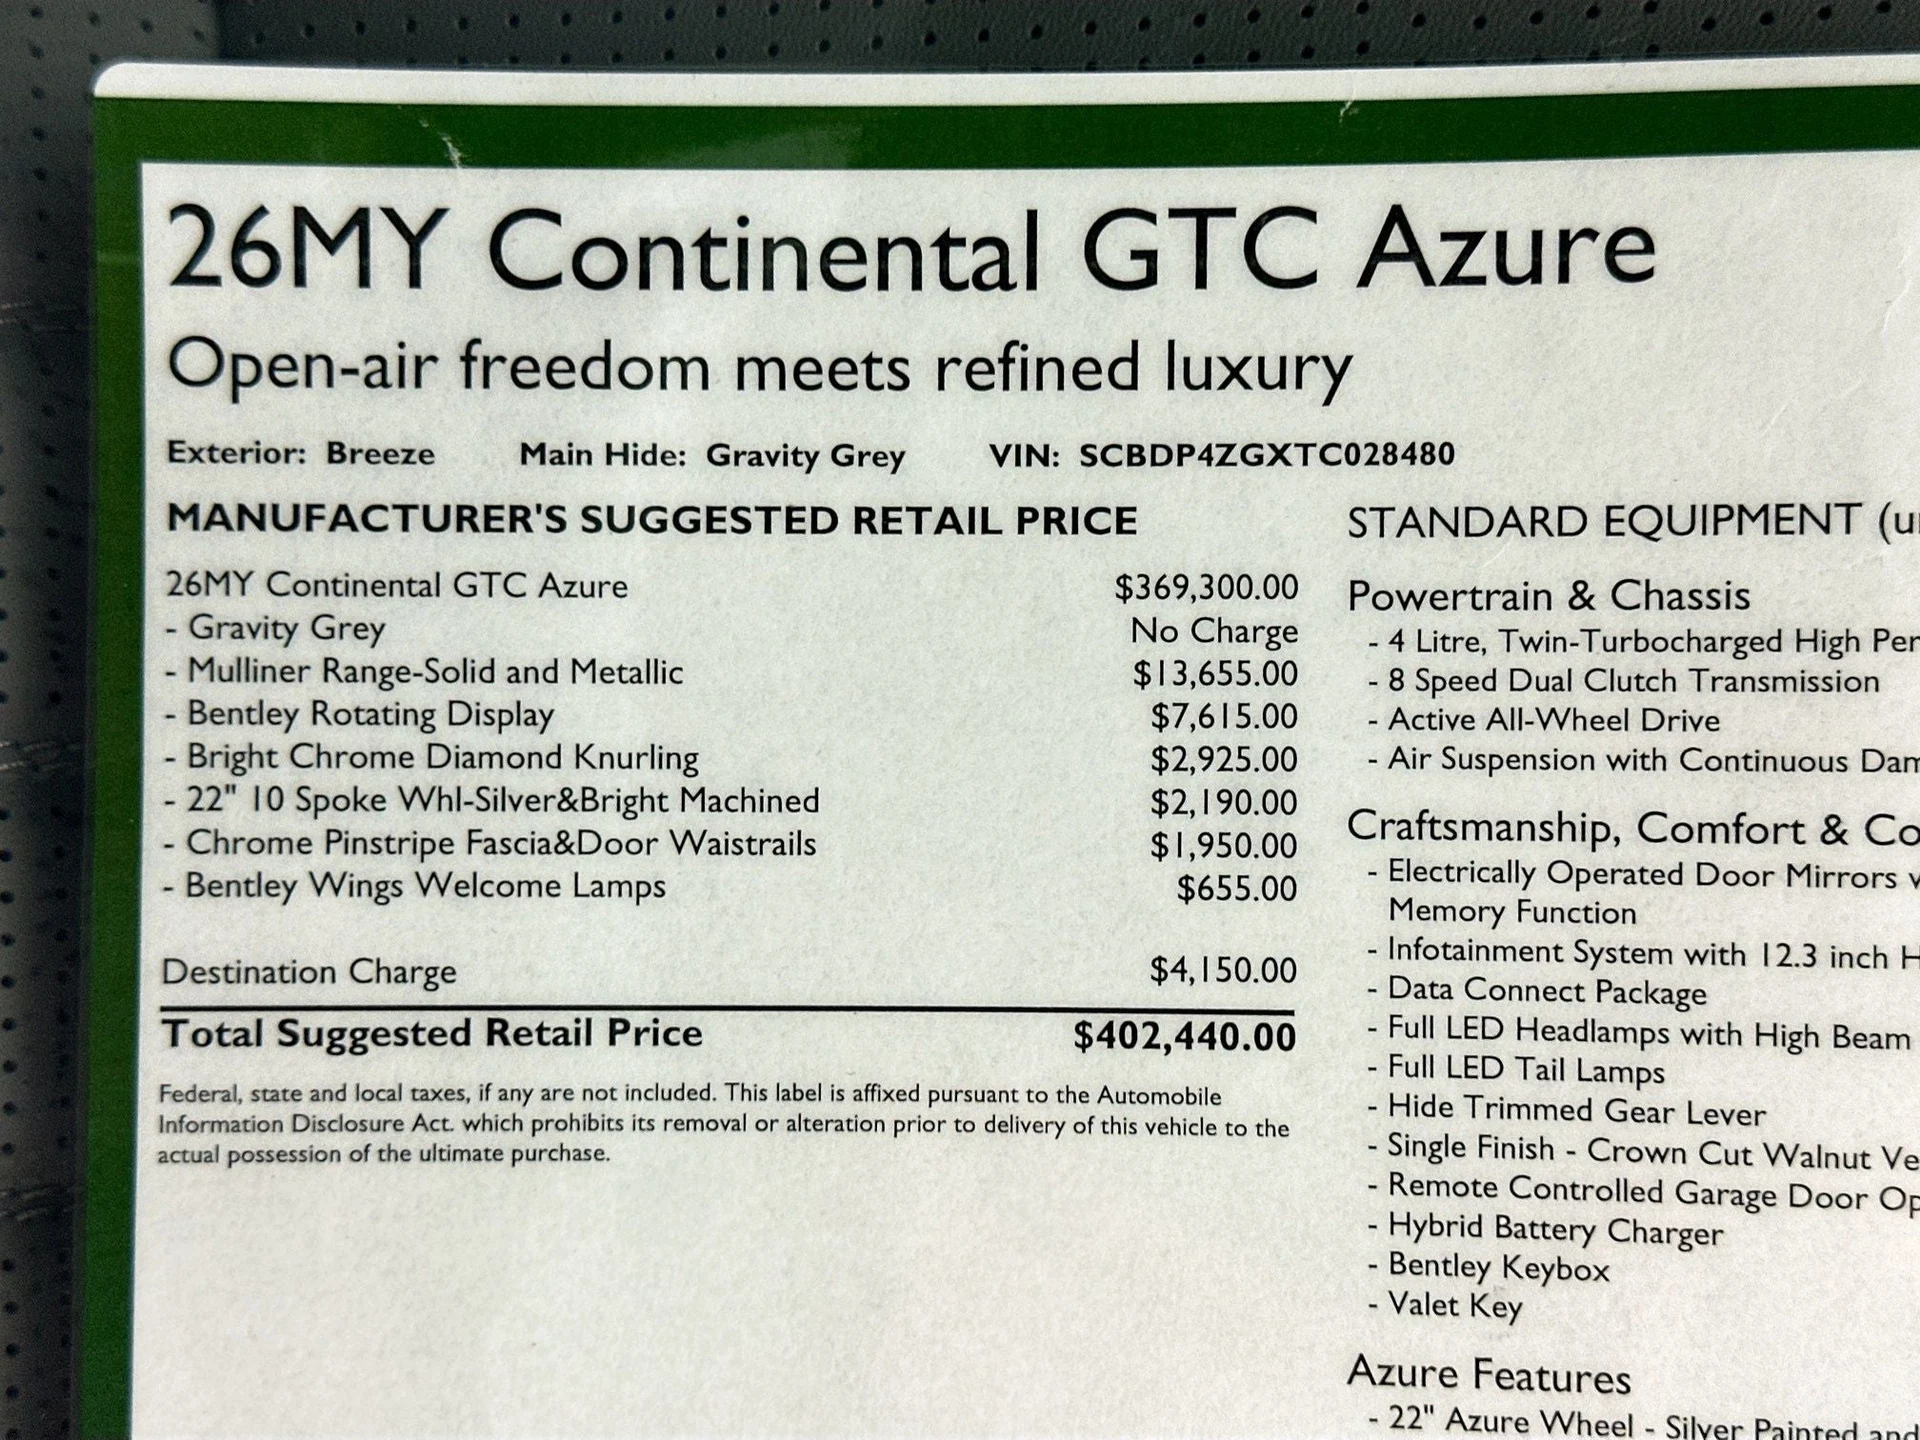 26MY Continental GTC Azure
Open-air freedom meets refined luxury
Exterior: Breeze Main Hide: Gravity Grey VIN: SCBDP4ZGXTC028480
MANUFACTURER'S SUGGESTED RETAIL PRICE
26MY Continental GTC Azure $369,300.00
- Gravity Grey No Charge
- Mulliner Range-Solid and Metallic $13,655.00
- Bentley Rotating Display $7,615.00
- Bright Chrome Diamond Knurling $2,925.00
- 22" 10 Spoke Whl-Silver&Bright Machined $2,190.00
- Chrome Pinstripe Fascia&Door Waistrails $1,950.00
- Bentley Wings Welcome Lamps $655.00
Destination Charge $4,150.00
Total Suggested Retail Price $402,440.00
Federal, state and local taxes, if any are not included. This label is affixed pursuant to the Automobile
Information Disclosure Act. which prohibits its removal or alteration prior to delivery of this vehicle to the
actual possession of the ultimate purchase.
STANDARD EQUIPMENT
Powertrain & Chassis
- 4 Litre, Twin-Turbocharged High
- 8 Speed Dual Clutch Transmission
- Active All-Wheel Drive
- Air Suspension with Continuous
Craftsmanship, Comfort &
- Electrically Operated Door Mirrors
Memory Function
- Infotainment System with 12.3 inch
- Data Connect Package
- Full LED Headlamps with High Beam
- Full LED Tail Lamps
- Hide Trimmed Gear Lever
- Single Finish - Crown Cut Walnut
- Remote Controlled Garage Door
- Hybrid Battery Charger
- Bentley Keybox
- Valet Key
Azure Features
- 22" Azure Wheel - Silver Painted and